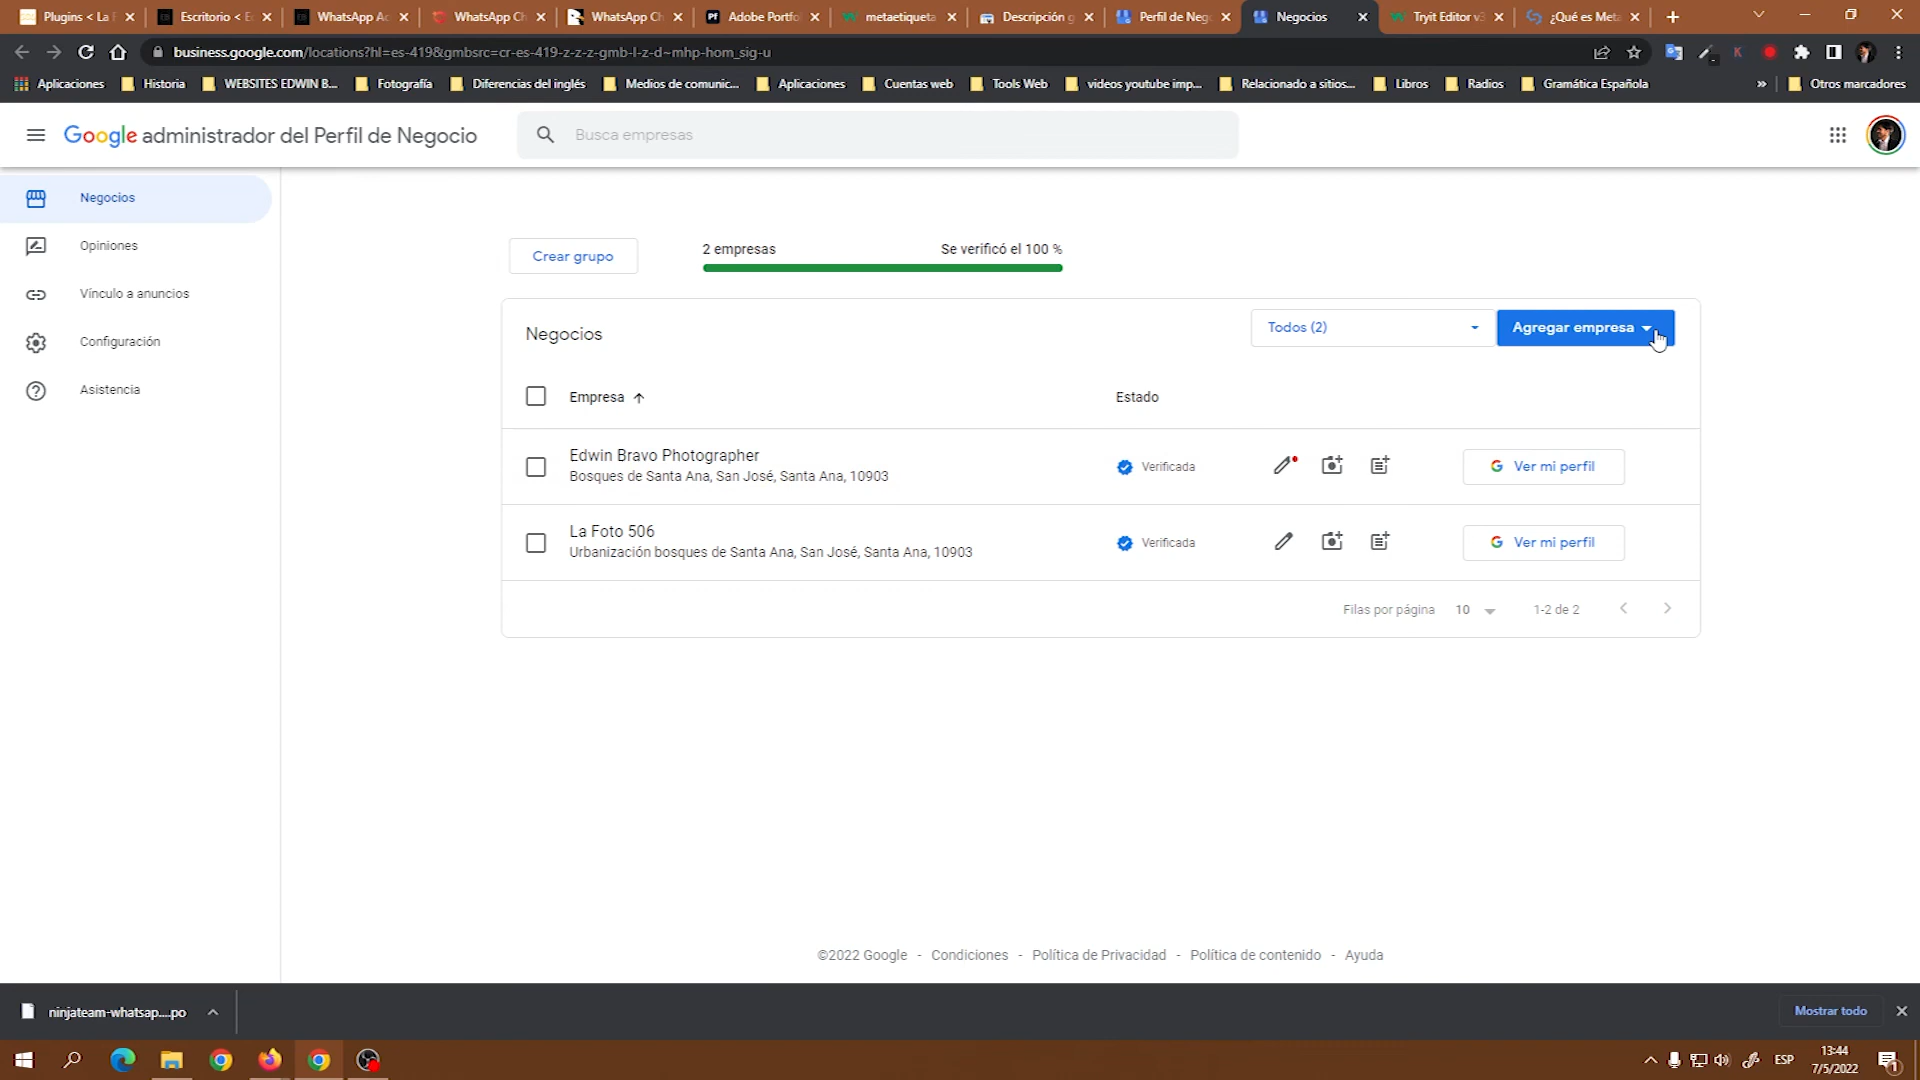 Plugins < La F
Escritorio < E
WhatsApp Ac
WhatsApp Ch
WhatsApp Ch
Adobe Portfo
metaetiqueta
Descripción g
Perfil de Neg
Negocios
Tryit Editor v3
¿Qué es Meta
business.google.com/locations?hl=es-419&gmbsrc=cr-es-419-z-z-z-gmb-l-z-d~mhp-hom_sig-u
Aplicaciones
Historia
WEBSITES EDWIN B...
Fotografía
Diferencias del inglés
Medios de comunic...
Aplicaciones
Cuentas web
Tools Web
videos youtube imp...
Relacionado a sitios...
Libros
Radios
Gramática Española
»
Otros marcadores
Google administrador del Perfil de Negocio
Busca empresas
Negocios
Opiniones
Vínculo a anuncios
Configuración
Asistencia
Crear grupo
2 empresas
Se verificó el 100 %
Negocios
Todos (2)
Agregar empresa
Empresa
Estado
Edwin Bravo Photographer
Bosques de Santa Ana, San José, Santa Ana, 10903
Verificada
Ver mi perfil
La Foto 506
Urbanización bosques de Santa Ana, San José, Santa Ana, 10903
Verificada
Ver mi perfil
Filas por página
10
1-2 de 2
©2022 Google - Condiciones - Política de Privacidad - Política de contenido - Ayuda
ninjateam-whatsap....po
Mostrar todo
ESP
13:44
7/5/2022
1